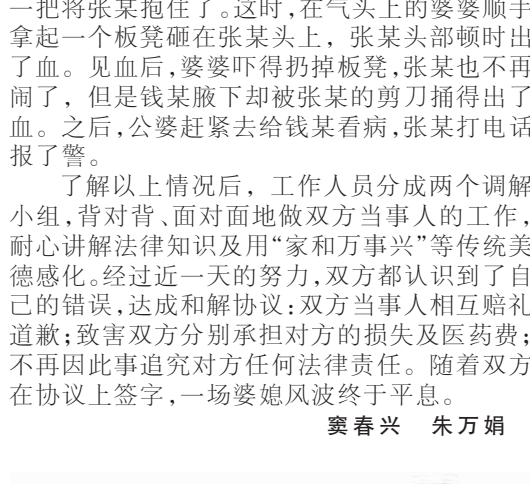 一把将张某抱住了。这时,在气头上的婆婆顺手
拿起一个板凳砸在张某头上，张某头部顿时出
了血。见血后,婆婆吓得扔掉板凳,张某也不再
闹了，但是钱某腋下却被张某的剪刀捅得出了
血。之后,公婆赶紧去给钱某看病,张某打电话
报了警。
了解以上情况后，工作人员分成两个调解
小组,背对背、面对面地做双方当事人的工作,
耐心讲解法律知识及用“家和万事兴”等传统美
德感化。经过近一天的努力,双方都认识到了自
己的错误,达成和解协议:双方当事人相互赔礼
道歉;致害双方分别承担对方的损失及医药费;
不再因此事追究对方任何法律责任。随着双方
在协议上签字,一场婆媳风波终于平息。
窦春兴 朱万娟